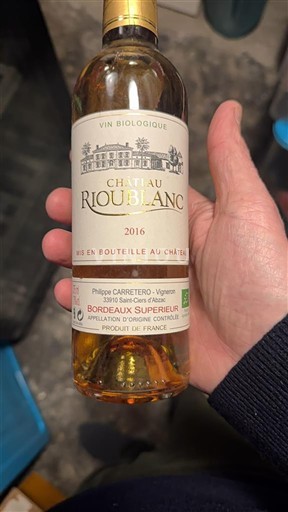 VIN BIOLOGIQUE
CHÂTEAU
RIOUBLANC
2016
MIS EN BOUTEILLE AU CHÂTEAU
Philippe CARRETERO - Vigneron
33910 Saint-Ciers d'Abzac
BORDEAUX SUPERIEUR
APPELLATION D'ORIGINE CONTRÔLÉE
PRODUIT DE FRANCE